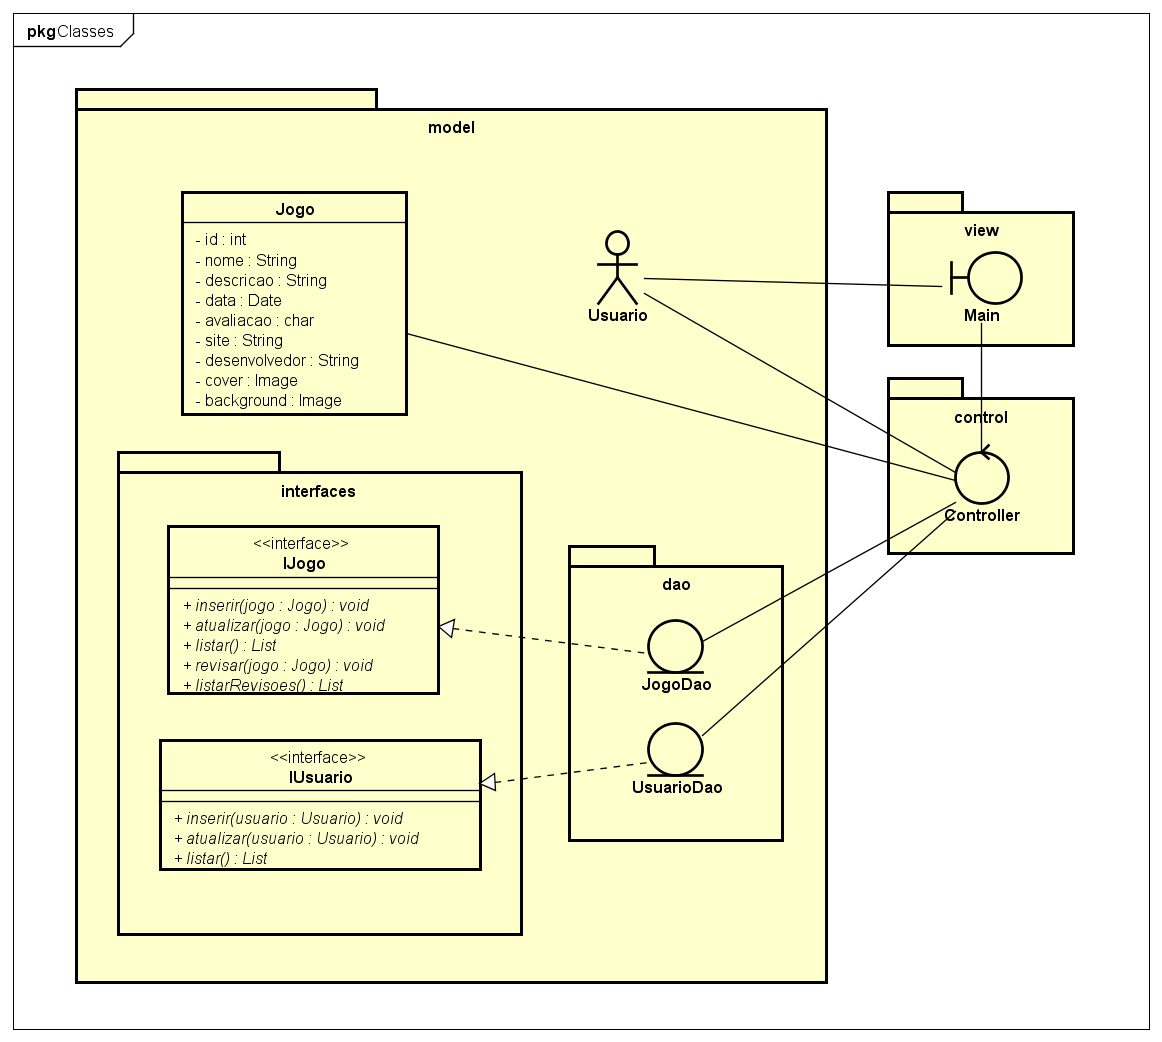 pkgClasses
model
Jogo
- id : int
- nome : String
- descricao : String
- data : Date
- avaliacao : char
- site : String
- desenvolvedor : String
- cover : Image
- background : Image
Usuario
view
Main
control
Controller
interfaces
<<interface>>
IJogo
+ inserir(jogo : Jogo) : void
+ atualizar(jogo : Jogo) : void
+ listar() : List
+ revisar(jogo : Jogo) : void
+ listarRevisoes() : List
<<interface>>
IUsuario
+ inserir(usuario : Usuario) : void
+ atualizar(usuario : Usuario) : void
+ listar() : List
dao
JogoDao
UsuarioDao